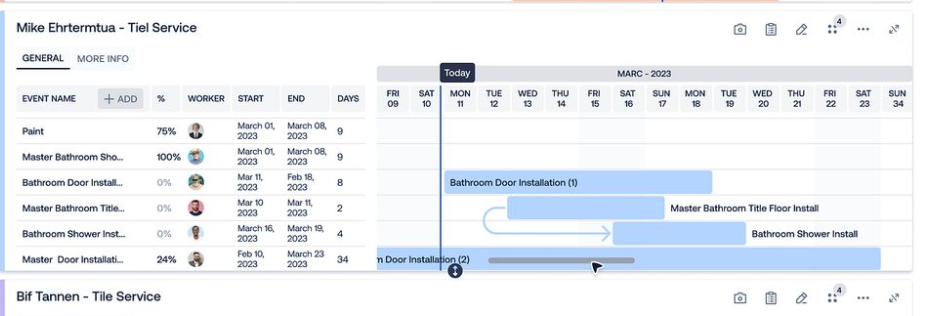 Mike Ehrtermtua - Tiel Service
4
GENERAL MORE INFO
Today
MARC - 2023
EVENT NAME + ADD % WORKER START END DAYS
FRI SAT MON TUE WED THU FRI SAT SUN MON TUE WED THU FRI SAT SUN
09 10 11 12 13 14 15 16 17 18 19 20 21 22 23 34
Paint 75% March 01, 2023 March 08, 2023 9
Master Bathroom Sho... 100% March 01, 2023 March 08, 2023 9
Bathroom Door Install... 0% Mar 11, 2023 Feb 18, 2023 8 Bathroom Door Installation (1)
Master Bathroom Title... 0% Mar 10 2023 Mar 11, 2023 2 Master Bathroom Title Floor Install
Bathroom Shower Inst... 0% March 16, 2023 March 19, 2023 4 Bathroom Shower Install
Master Door Installati... 24% Feb 10, 2023 March 23 2023 34 m Door Installation (2)
Bif Tannen - Tile Service
4